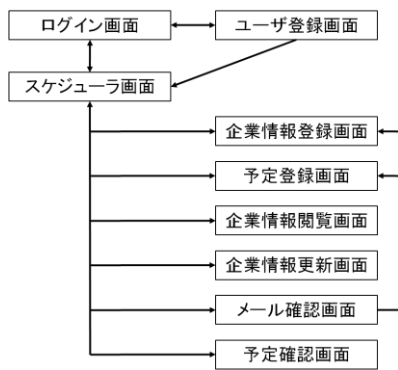 ログイン画面
ユーザ登録画面
スケジューラ画面
企業情報登録画面
予定登録画面
企業情報閲覧画面
企業情報更新画面
メール確認画面
予定確認画面